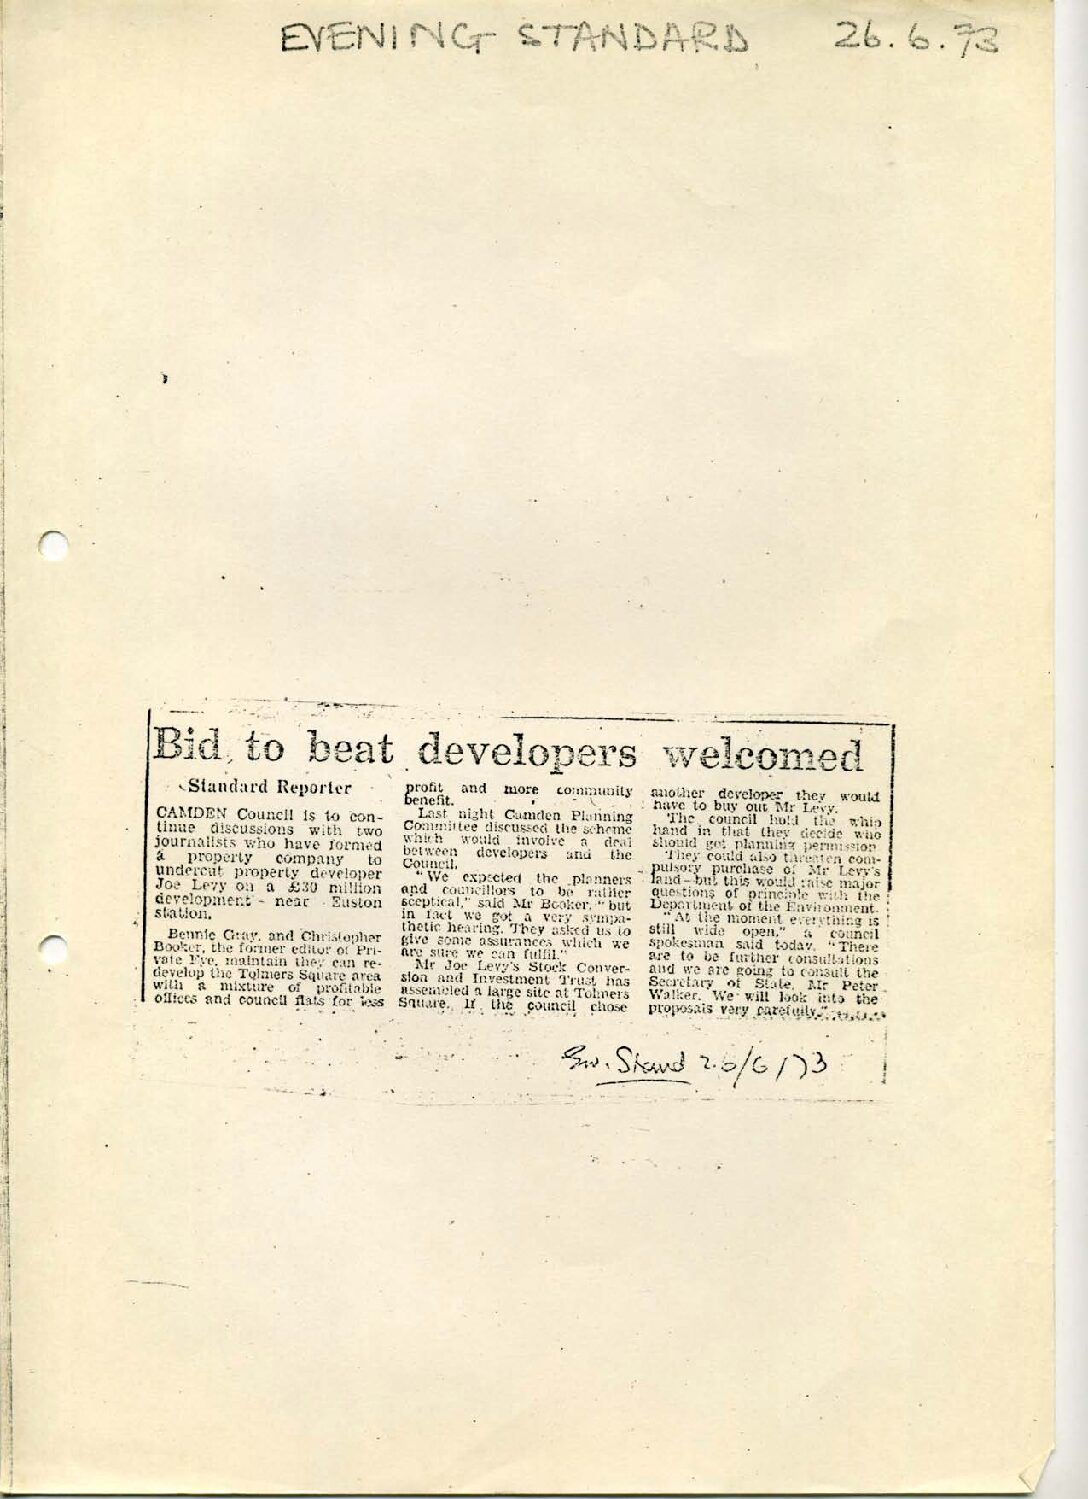 EVENING STANDARD 26.6.73
Bid to beat developers welcomed
Standard Reporter
CAMDEN Council is to con-
tinue discussions with two
journalists who have formed
a property company to
undercut property developer
Joe Levy on a £30 million
development - near Euston
station.
Bennie Gray, and Christopher
Booker, the former editor of Pri-
vate Eye, maintain they can re-
develop the Tolmers Square area
with a mixture of profitable
offices and council flats for less
profit and more community
benefit.
Last night Camden Planning
Committee discussed the scheme
which would involve a deal
between developers and the
Council.
"We expected the planners
and councillors to be rather
sceptical," said Mr Booker, "but
in fact we got a very sympa-
thetic hearing. They asked us to
give some assurances which we
are sure we can fulfil."
Mr Joe Levy's Stock Conver-
sion and Investment Trust has
assembled a large site at Tolmers
Square. If the council chose
another developer they would
have to buy out Mr Levy.
The council hold the whip
hand in that they decide who
should get planning permission
They could also threaten com-
pulsory purchase of Mr Levy's
land—but this would raise major
questions of principle with the
Department of the Environment.
"At the moment everything is
still wide open," a council
spokesman said today. "There
are to be further consultations
and we are going to consult the
Secretary of State, Mr Peter
Walker. We will look into the
proposals very carefully."
Ev. Stand 26/6/73